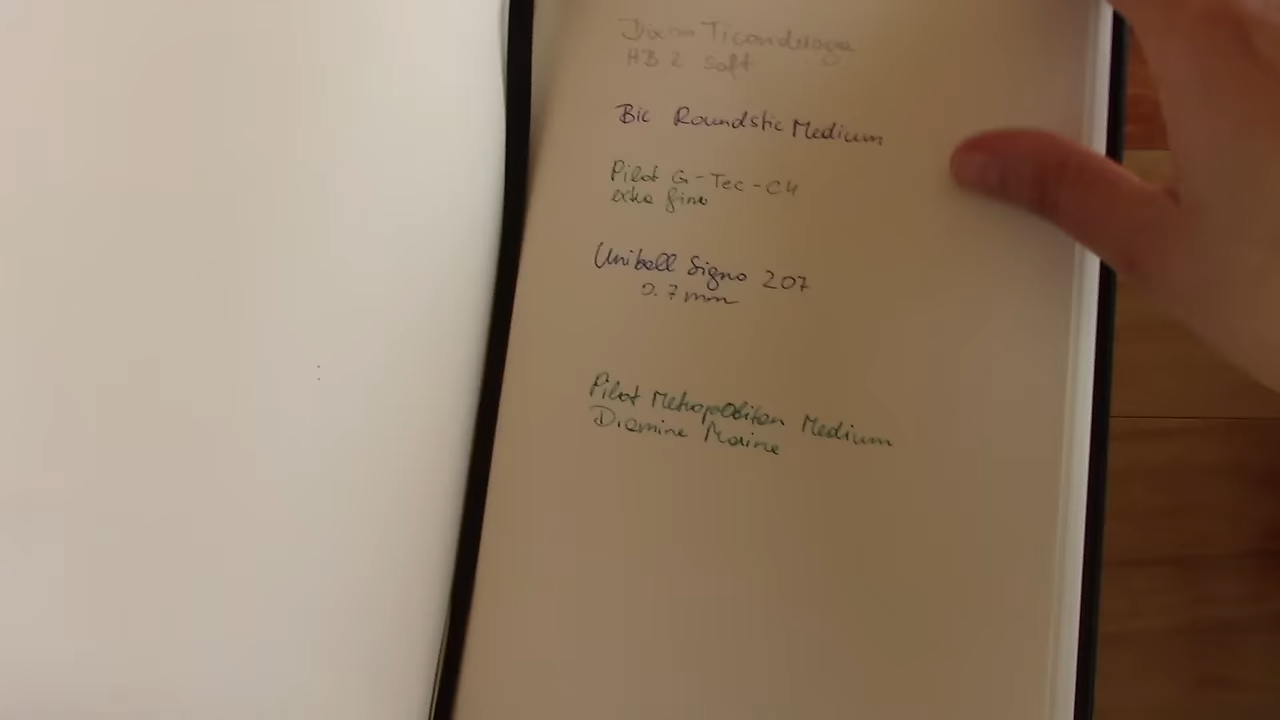 Dixon Ticonderoga
HB 2 soft
Bic Roundstic Medium
Pilot G-Tec-C4
extra fine
Uniball Signo 207
0.7mm
Pilot Metropolitan Medium
Diamine Marine